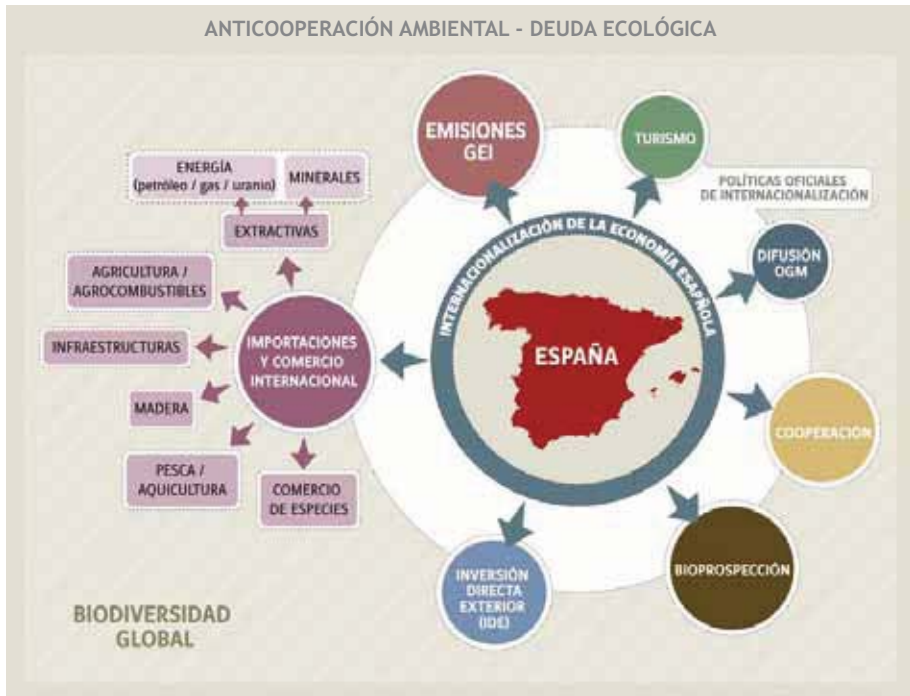 ANTICOOPERACIÓN AMBIENTAL - DEUDA ECOLÓGICA
EMISIONES
GEI
TURISMO
POLÍTICAS OFICIALES
DE INTERNACIONALIZACIÓN
DIFUSIÓN
OGM
COOPERACIÓN
BIOPROSPECCIÓN
INVERSIÓN
DIRECTA
EXTERIOR
(IDE)
INTERNACIONALIZACIÓN DE LA ECONOMÍA ESAPÑOLA
ESPAÑA
IMPORTACIONES
Y COMERCIO
INTERNACIONAL
ENERGÍA
(petróleo / gas / uranio)
MINERALES
EXTRACTIVAS
AGRICULTURA /
AGROCOMBUSTIBLES
INFRAESTRUCTURAS
MADERA
PESCA /
AQUICULTURA
COMERCIO
DE ESPECIES
BIODIVERSIDAD
GLOBAL